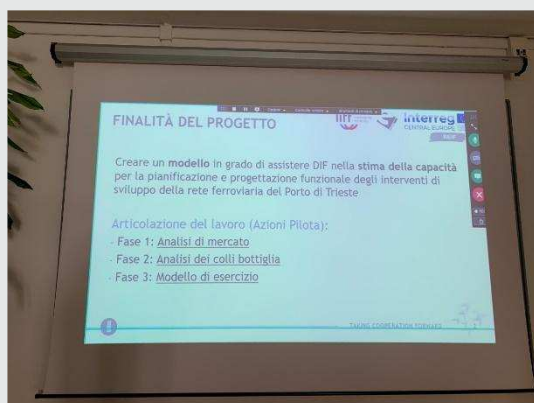 FINALITÀ DEL PROGETTO
Interreg
CENTRAL EUROPE
Creare un modello in grado di assistere DIF nella stima della capacità
per la pianificazione e progettazione funzionale degli interventi di
sviluppo della rete ferroviaria del Porto di Trieste
Articolazione del lavoro (Azioni Pilota):
- Fase 1: Analisi di mercato
- Fase 2: Analisi dei colli bottiglia
- Fase 3: Modello di esercizio
TAKING COOPERATION FORWARD